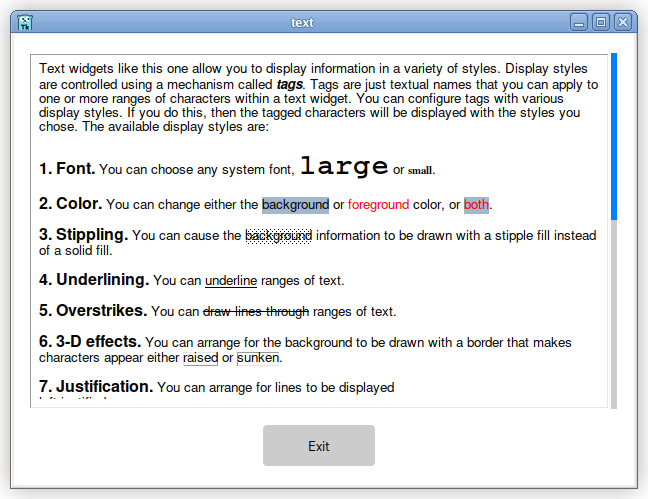 Tk
text
Text widgets like this one allow you to display information in a variety of styles. Display styles
are controlled using a mechanism called tags. Tags are just textual names that you can apply to
one or more ranges of characters within a text widget. You can configure tags with various
display styles. If you do this, then the tagged characters will be displayed with the styles you
chose. The available display styles are:
1. Font. You can choose any system font, large or small.
2. Color. You can change either the background or foreground color, or both.
3. Stippling. You can cause the background information to be drawn with a stipple fill instead
of a solid fill.
4. Underlining. You can underline ranges of text.
5. Overstrikes. You can draw lines through ranges of text.
6. 3-D effects. You can arrange for the background to be drawn with a border that makes
characters appear either raised or sunken.
7. Justification. You can arrange for lines to be displayed
Exit